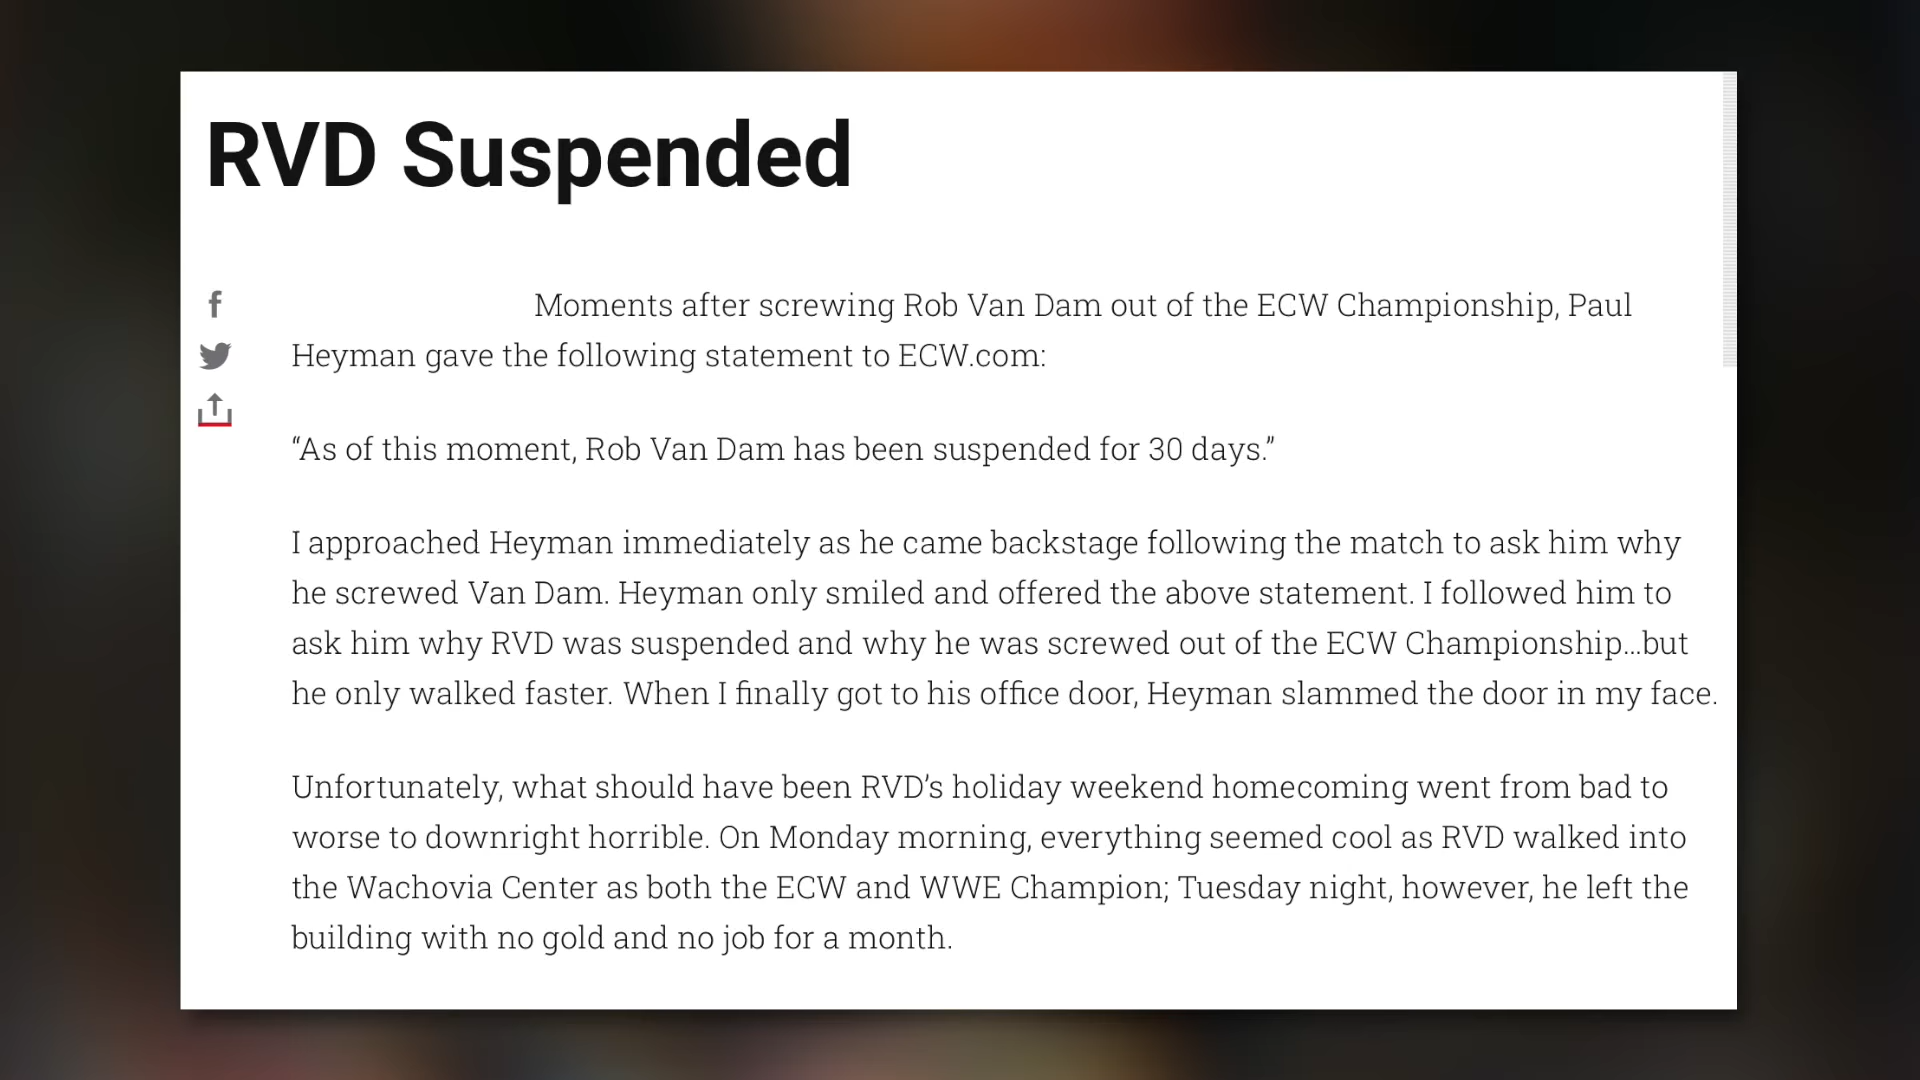 RVD Suspended
Moments after screwing Rob Van Dam out of the ECW Championship, Paul
Heyman gave the following statement to ECW.com:
“As of this moment, Rob Van Dam has been suspended for 30 days.”
I approached Heyman immediately as he came backstage following the match to ask him why
he screwed Van Dam. Heyman only smiled and offered the above statement. I followed him to
ask him why RVD was suspended and why he was screwed out of the ECW Championship…but
he only walked faster. When I finally got to his office door, Heyman slammed the door in my face.
Unfortunately, what should have been RVD’s holiday weekend homecoming went from bad to
worse to downright horrible. On Monday morning, everything seemed cool as RVD walked into
the Wachovia Center as both the ECW and WWE Champion; Tuesday night, however, he left the
building with no gold and no job for a month.